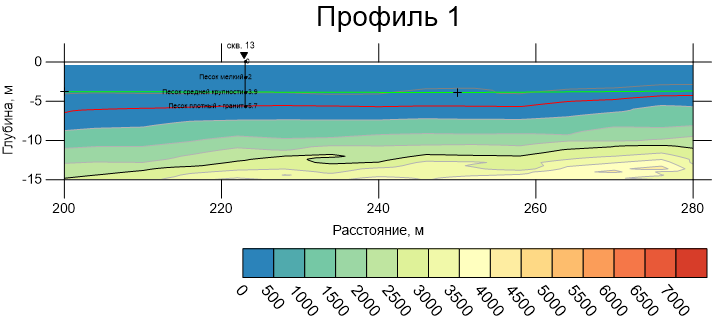 Профиль 1
скв. 13
0
Песок мелкий 2
Песок средней крупности 3.9
Песок плотный - гранит 5.7
Глубина, м
0
-5
-10
-15
200 220 240 260 280
Расстояние, м
0 500 1000 1500 2000 2500 3000 3500 4000 4500 5000 5500 6000 6500 7000